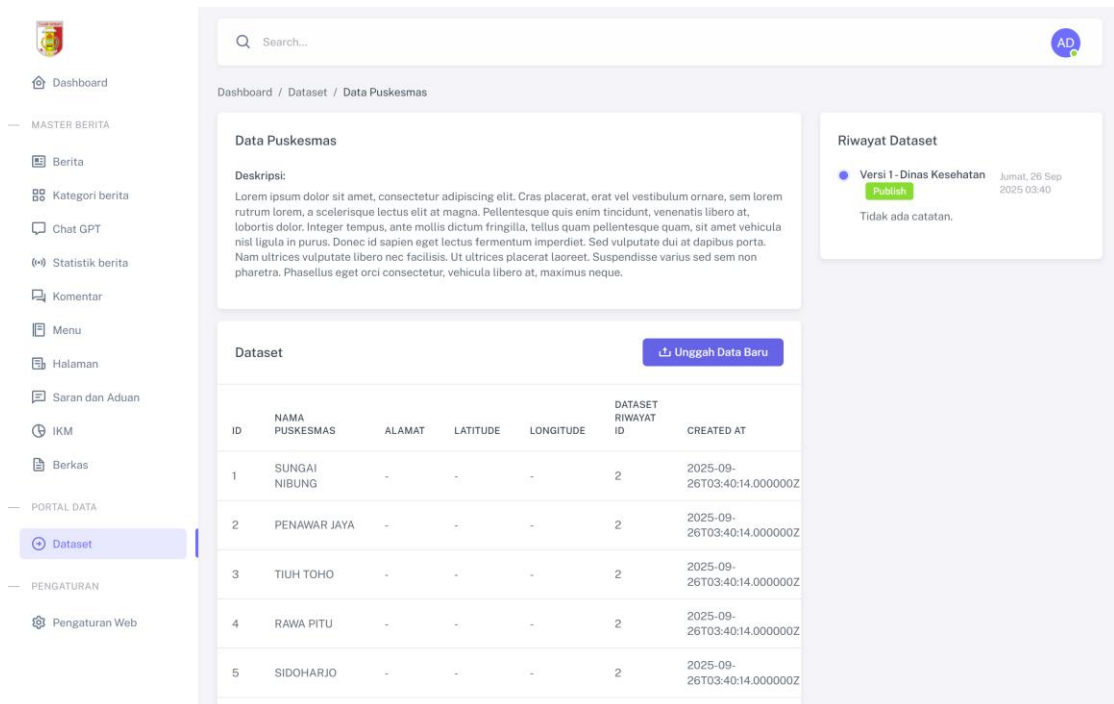 Dashboard
MASTER BERITA
Berita
Kategori berita
Chat GPT
Statistik berita
Komentar
Menu
Halaman
Saran dan Aduan
IKM
Berkas
PORTAL DATA
Dataset
PENGATURAN
Pengaturan Web
Search...
AD
Dashboard / Dataset / Data Puskesmas
Data Puskesmas
Deskripsi:
Lorem ipsum dolor sit amet, consectetur adipiscing elit. Cras placerat, erat vel vestibulum ornare, sem lorem
rutrum lorem, a scelerisque lectus elit at magna. Pellentesque quis enim tincidunt, venenatis libero at,
lobortis dolor. Integer tempus, ante mollis dictum fringilla, tellus quam pellentesque quam, sit amet vehicula
nisl ligula in purus. Donec id sapien eget lectus fermentum imperdiet. Sed vulputate dui at dapibus porta.
Nam ultrices vulputate libero nec facilisis. Ut ultrices placerat laoreet. Suspendisse varius sed sem non
pharetra. Phasellus eget orci consectetur, vehicula libero at, maximus neque.
Riwayat Dataset
Versi 1 - Dinas Kesehatan
Publish
Jumat, 26 Sep
2025 03:40
Tidak ada catatan.
Dataset
Unggah Data Baru
ID NAMA PUSKESMAS ALAMAT LATITUDE LONGITUDE DATASET RIWAYAT ID CREATED AT
1 SUNGAI NIBUNG - - - 2 2025-09-26T03:40:14.000000Z
2 PENAWAR JAYA - - - 2 2025-09-26T03:40:14.000000Z
3 TIUH TOHO - - - 2 2025-09-26T03:40:14.000000Z
4 RAWA PITU - - - 2 2025-09-26T03:40:14.000000Z
5 SIDOHARJO - - - 2 2025-09-26T03:40:14.000000Z